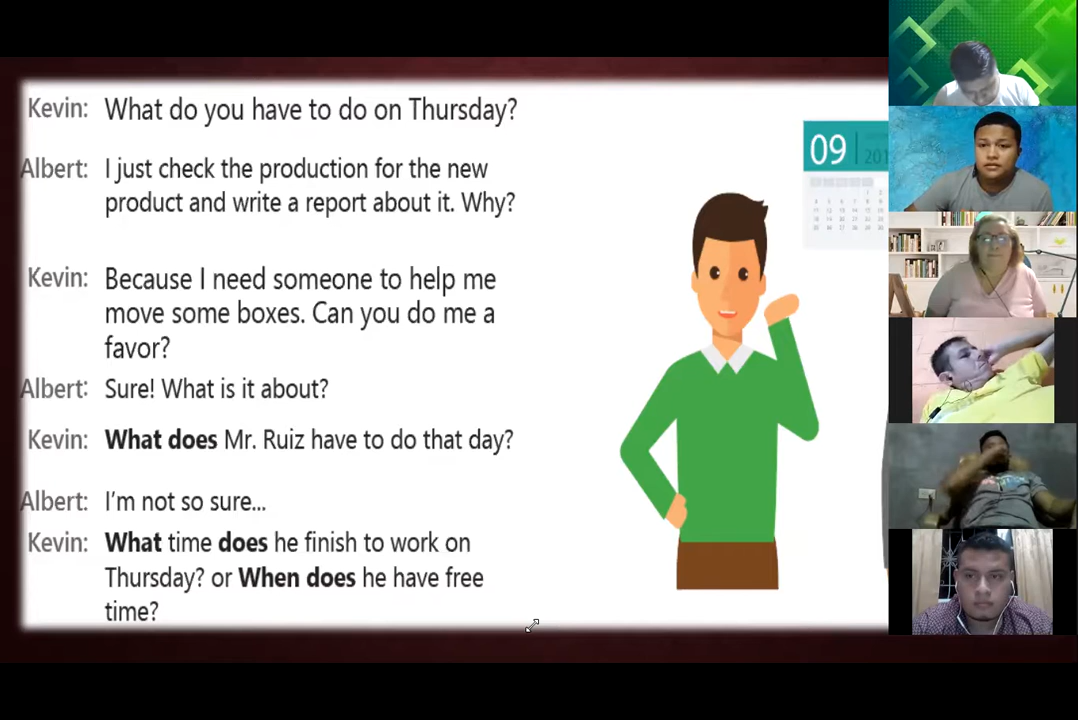 Kevin: What do you have to do on Thursday?
Albert: I just check the production for the new
product and write a report about it. Why?
Kevin: Because I need someone to help me
move some boxes. Can you do me a
favor?
Albert: Sure! What is it about?
Kevin: What does Mr. Ruiz have to do that day?
Albert: I'm not so sure...
Kevin: What time does he finish to work on
Thursday? or When does he have free
time?
09
201